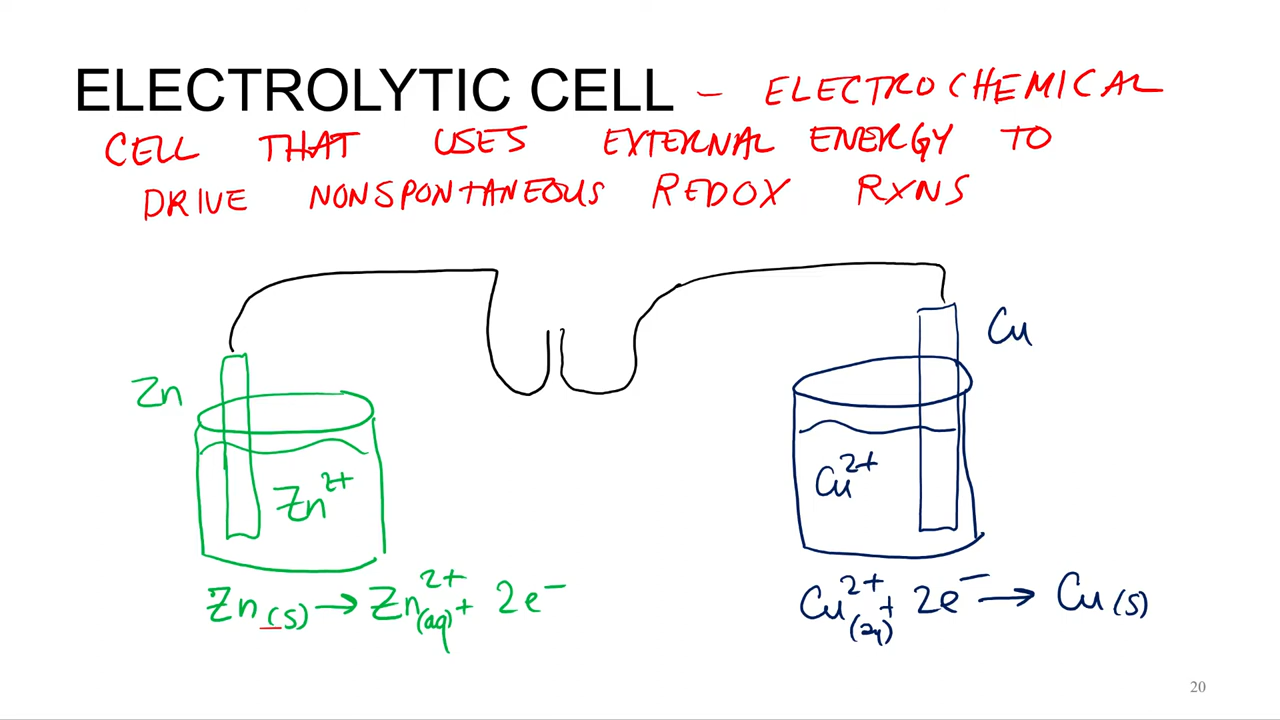 ELECTROLYTIC CELL - ELECTROCHEMICAL
CELL THAT USES EXTERNAL ENERGY TO
DRIVE NONSPONTANEOUS REDOX RXNS
Cu
Zn
Cu²⁺
Zn²⁺
Zn(s) → Zn²⁺(aq) + 2e⁻
Cu²⁺(aq) + 2e⁻ → Cu(s)
20